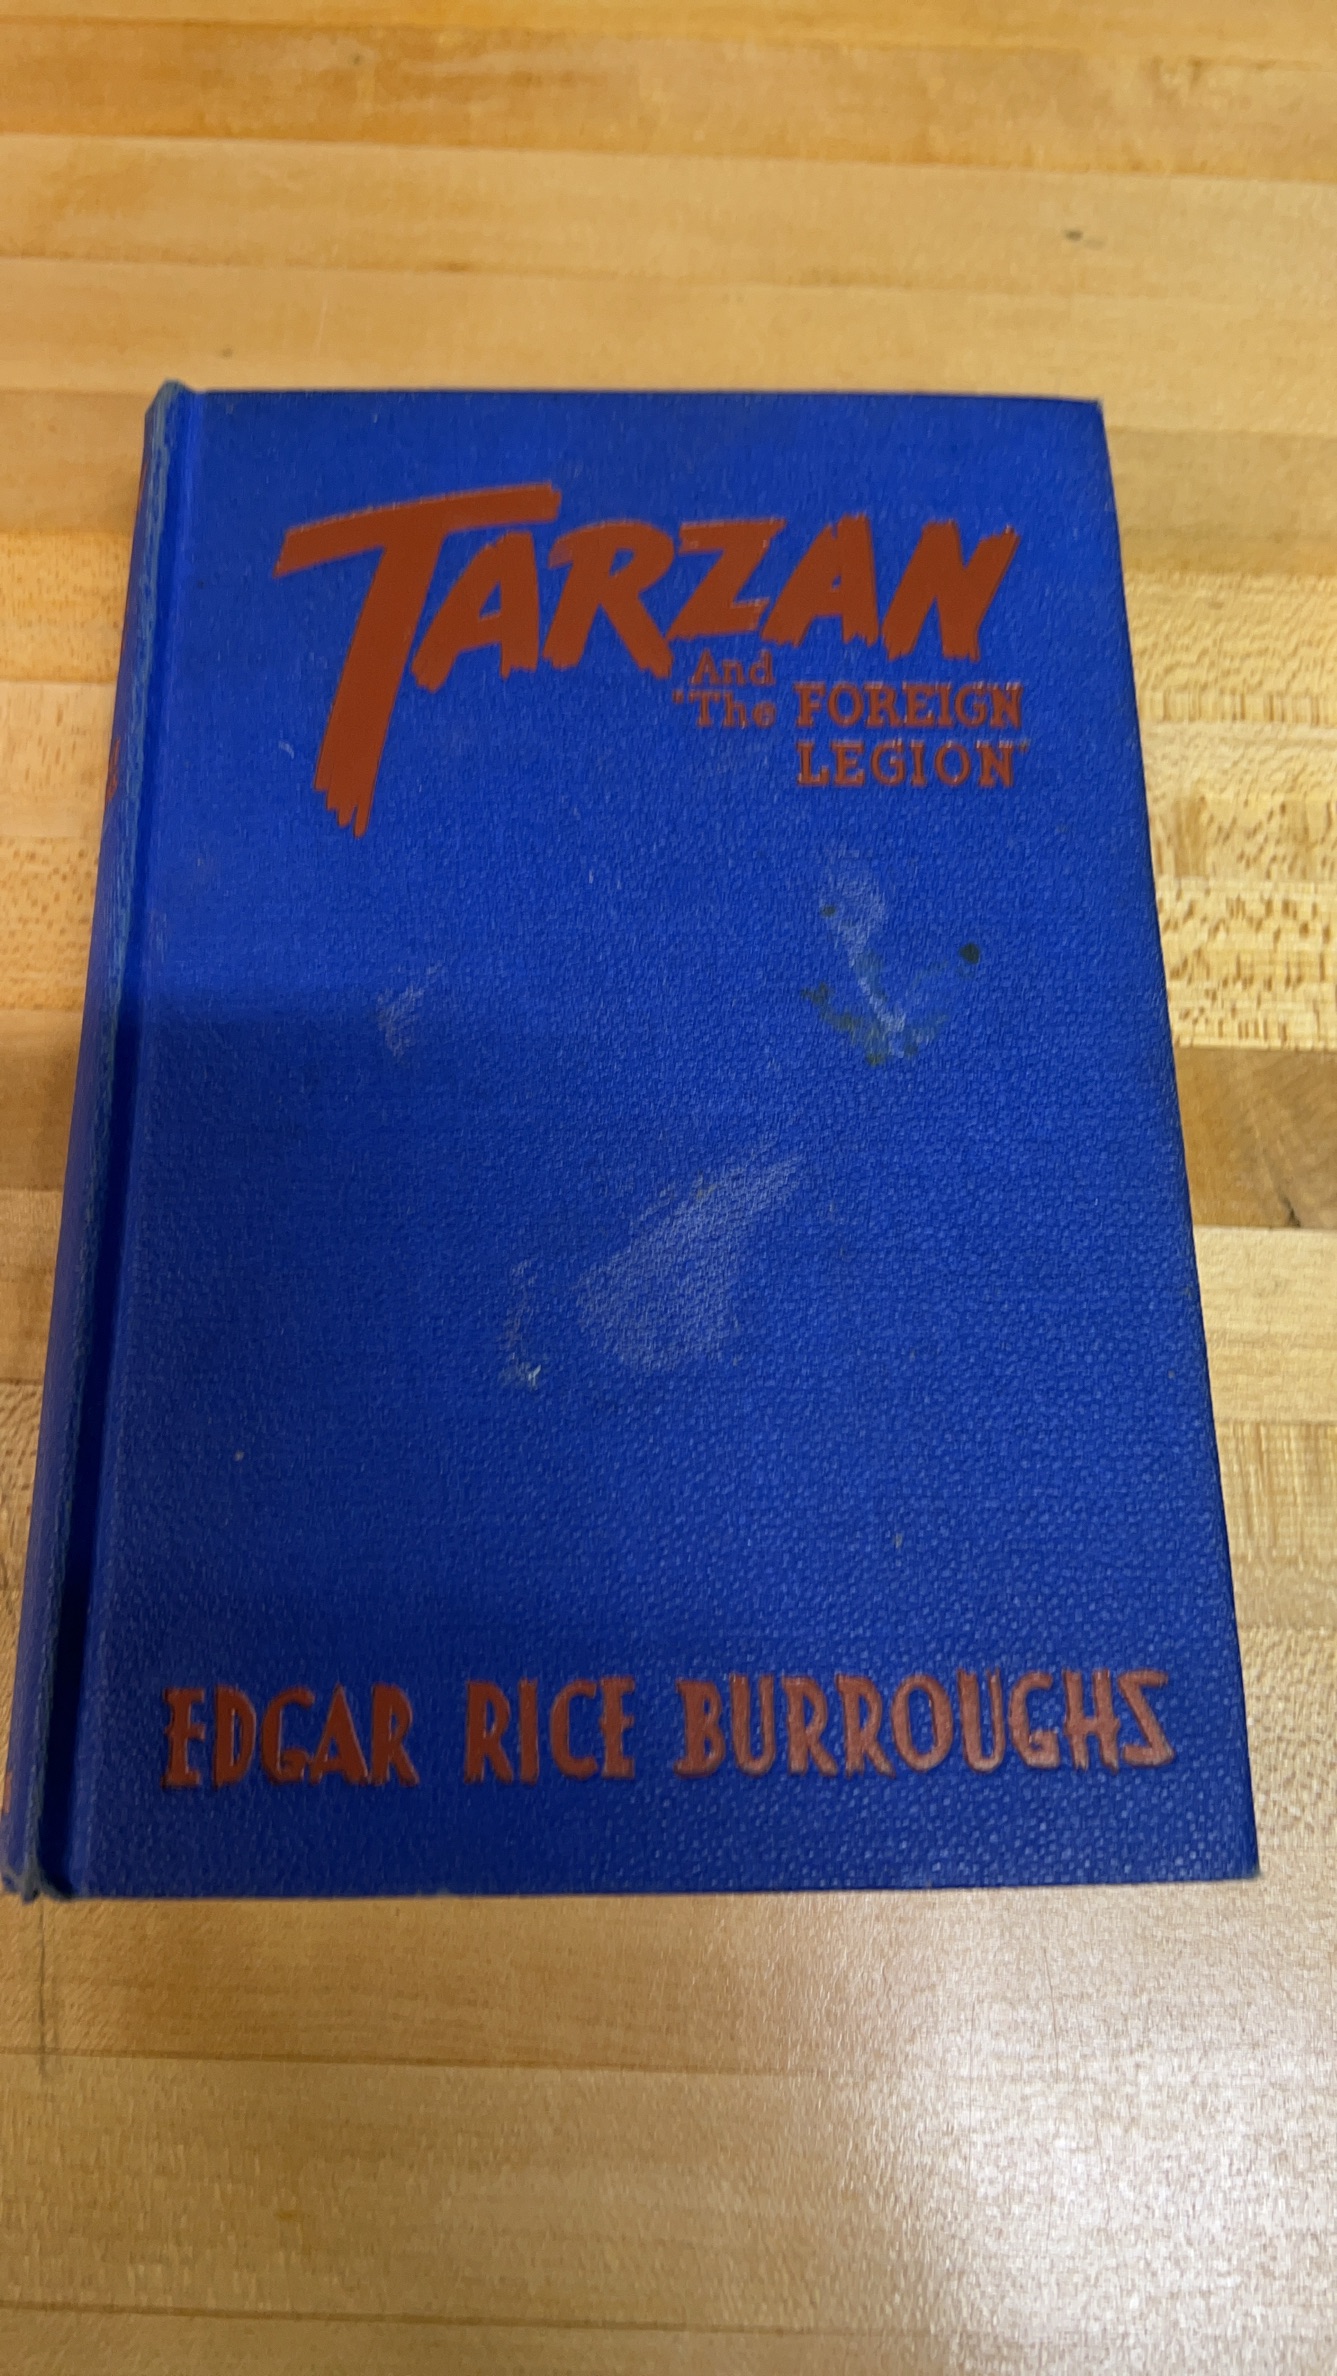 TARZAN
And
"The FOREIGN
LEGION"
EDGAR RICE BURROUGHS